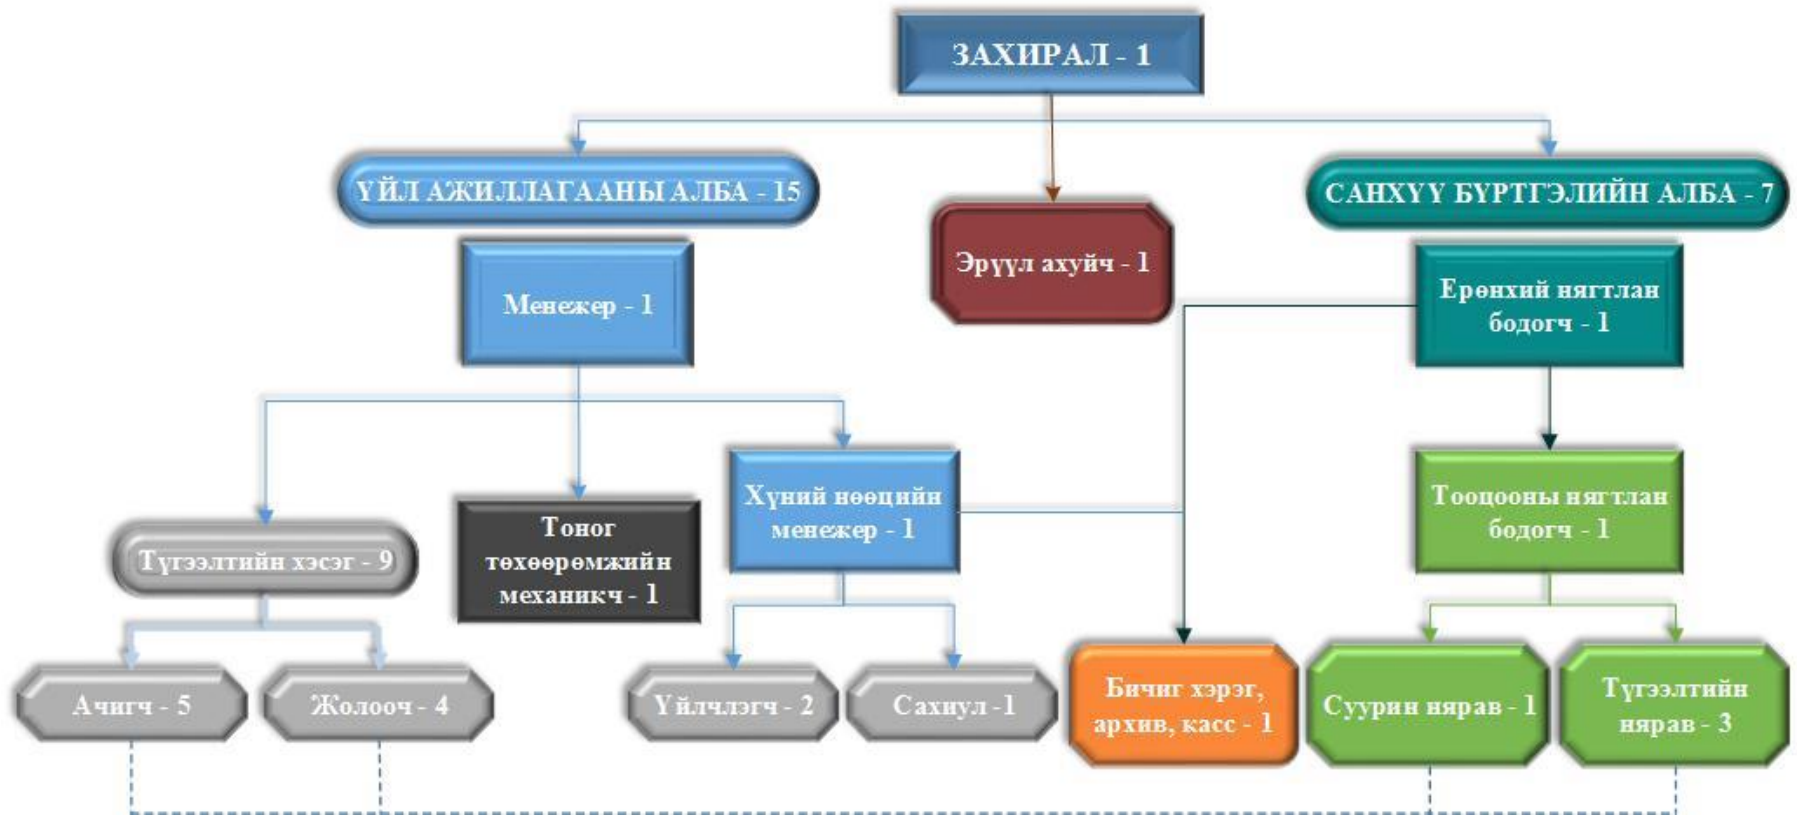 ЗАХИРАЛ - 1
ҮЙЛ АЖИЛЛАГААНЫ АЛБА - 15
САНХҮҮ БҮРТГЭЛИЙН АЛБА - 7
Эрүүл ахуйч - 1
Менежер - 1
Ерөнхий нягтлан
бодогч - 1
Түгээлтийн хэсэг - 9
Тоног
төхөөрөмжийн
механикч - 1
Хүний нөөцийн
менежер - 1
Тооцооны нягтлан
бодогч - 1
Ачигч - 5
Жолооч - 4
Үйлчлэгч - 2
Сахиул -1
Бичиг хэрэг,
архив, касс - 1
Суурин нярав - 1
Түгээлтийн
нярав - 3